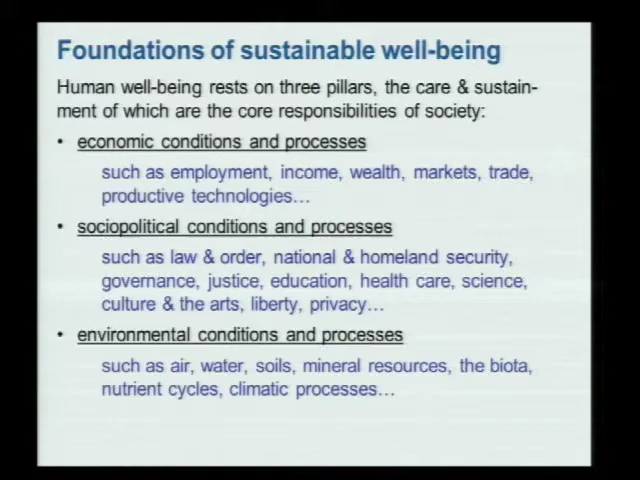 Foundations of sustainable well-being
Human well-being rests on three pillars, the care & sustain-
ment of which are the core responsibilities of society:
• economic conditions and processes
such as employment, income, wealth, markets, trade,
productive technologies…
• sociopolitical conditions and processes
such as law & order, national & homeland security,
governance, justice, education, health care, science,
culture & the arts, liberty, privacy…
• environmental conditions and processes
such as air, water, soils, mineral resources, the biota,
nutrient cycles, climatic processes…